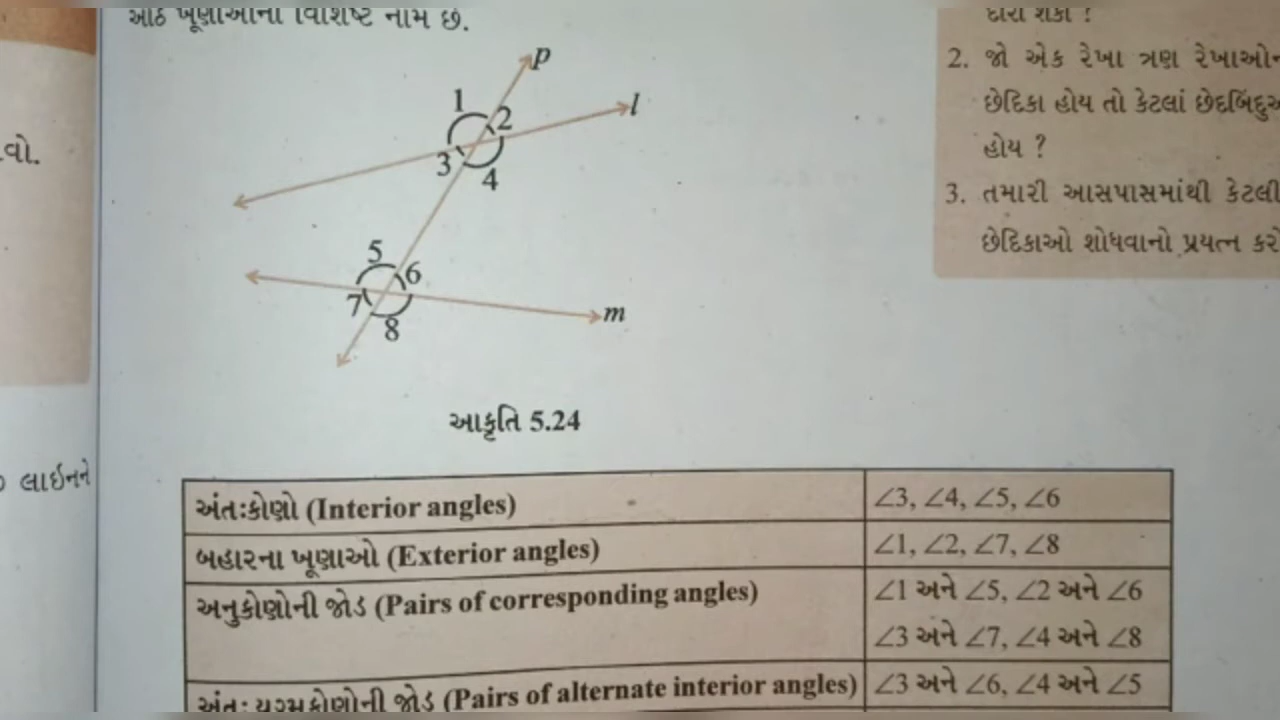 આઠ ખૂણાઓના વિશિષ્ટ નામ છે.
p
l
1
2
3
4
5
6
7
8
m
આકૃતિ 5.24
અંતઃકોણો (Interior angles) ∠3, ∠4, ∠5, ∠6
બહારના ખૂણાઓ (Exterior angles) ∠1, ∠2, ∠7, ∠8
અનુકોણોની જોડ (Pairs of corresponding angles) ∠1 અને ∠5, ∠2 અને ∠6
∠3 અને ∠7, ∠4 અને ∠8
અંતઃ યુગ્મકોણોની જોડ (Pairs of alternate interior angles) ∠3 અને ∠6, ∠4 અને ∠5
દોરી શકો ?
2. જો એક રેખા ત્રણ
છેદિકા હોય તો કેટલાં
હોય ?
3. તમારી આસપાસમાંથી કેટલી
છેદિકાઓ શોધવાનો પ્રયત્ન
લાઇનને